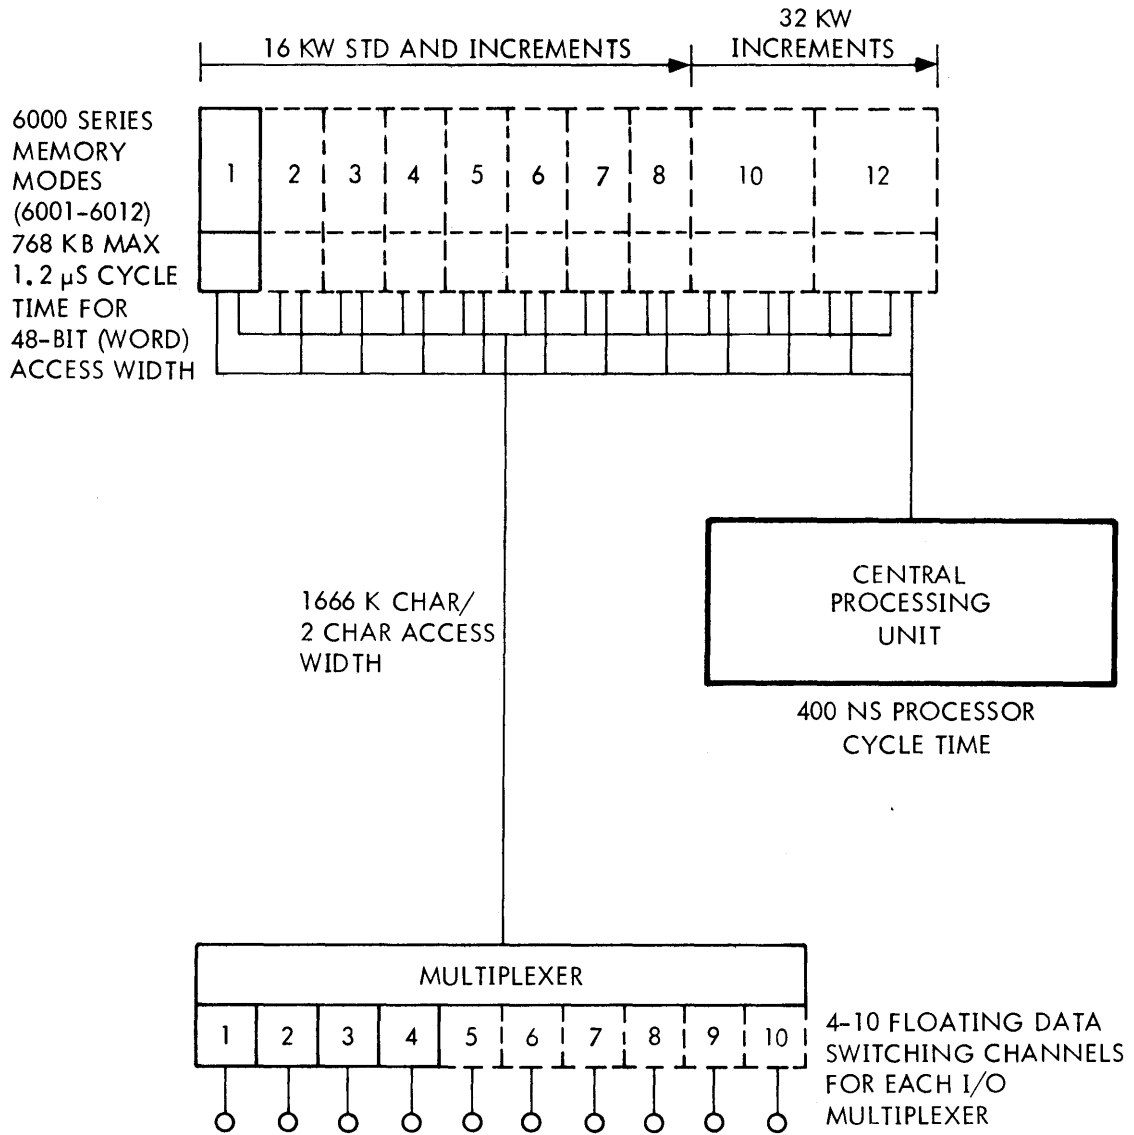 16 KW STD AND INCREMENTS
32 KW
INCREMENTS
6000 SERIES
MEMORY
MODES
(6001-6012)
768 KB MAX
1.2 µS CYCLE
TIME FOR
48-BIT (WORD)
ACCESS WIDTH
1 2 3 4 5 6 7 8 10 12
CENTRAL
PROCESSING
UNIT
400 NS PROCESSOR
CYCLE TIME
1666 K CHAR/
2 CHAR ACCESS
WIDTH
MULTIPLEXER
1 2 3 4 5 6 7 8 9 10
4-10 FLOATING DATA
SWITCHING CHANNELS
FOR EACH I/O
MULTIPLEXER